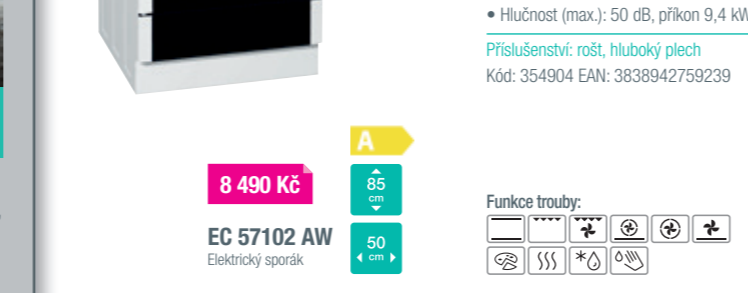 • Hlučnost (max.): 50 dB, příkon 9,4 kW
Příslušenství: rošt, hluboký plech
Kód: 354904 EAN: 3838942759239
A
8 490 Kč
85
cm
EC 57102 AW
Elektrický sporák
50
cm
Funkce trouby: